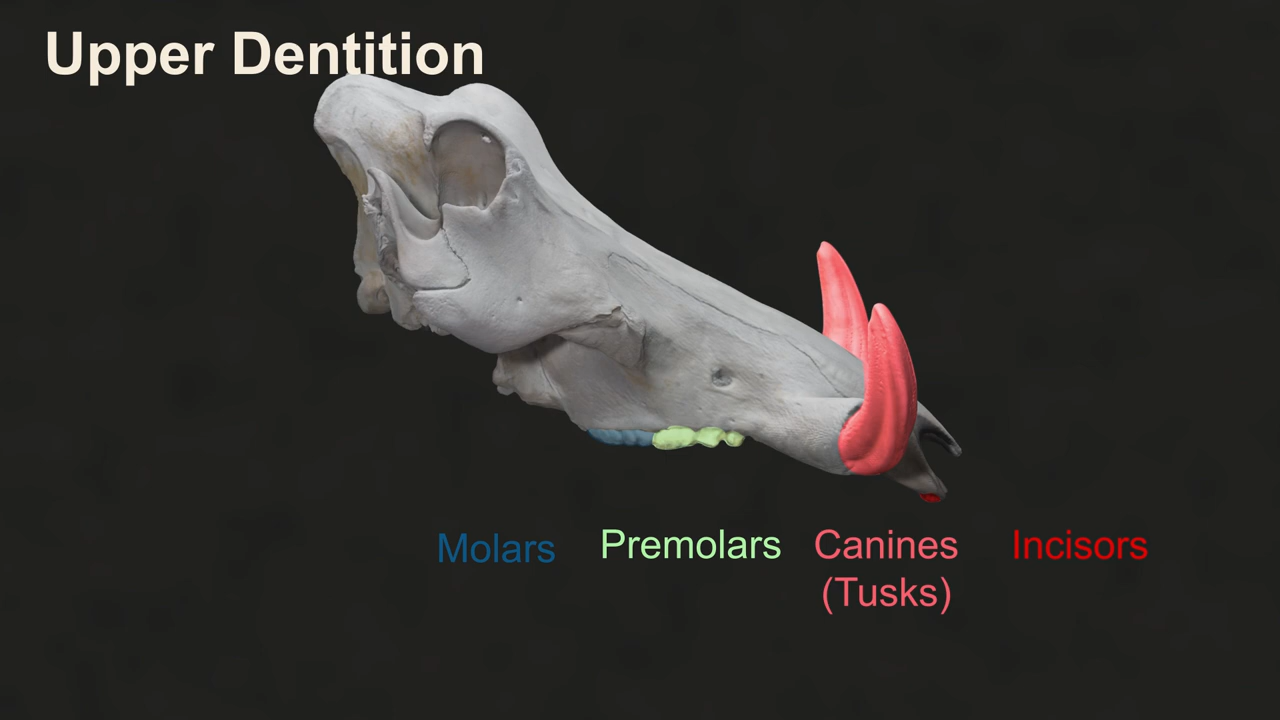 Upper Dentition
Molars
Premolars
Canines
(Tusks)
Incisors